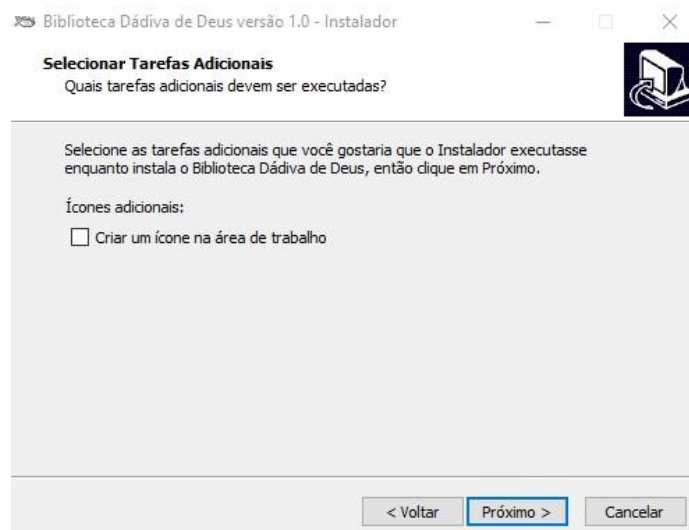 Biblioteca Dádiva de Deus versão 1.0 - Instalador
Selecionar Tarefas Adicionais
Quais tarefas adicionais devem ser executadas?
Selecione as tarefas adicionais que você gostaria que o Instalador executasse
enquanto instala o Biblioteca Dádiva de Deus, então clique em Próximo.
Ícones adicionais:
Criar um ícone na área de trabalho
< Voltar Próximo > Cancelar